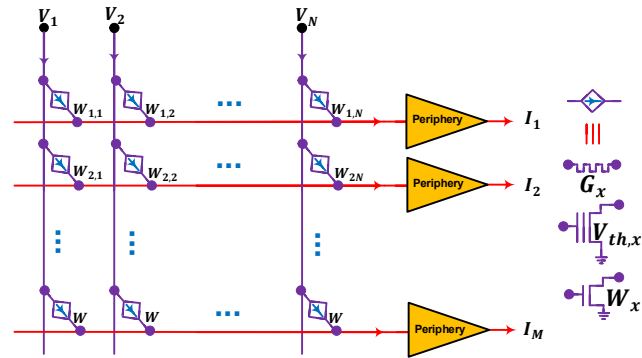 V1 V2 VN
W1,1 W1,2 ... W1,N Periphery I1
W2,1 W2,2 ... W2N Periphery I2
Gx
Vth,x
W W ... W Periphery IM
Wx